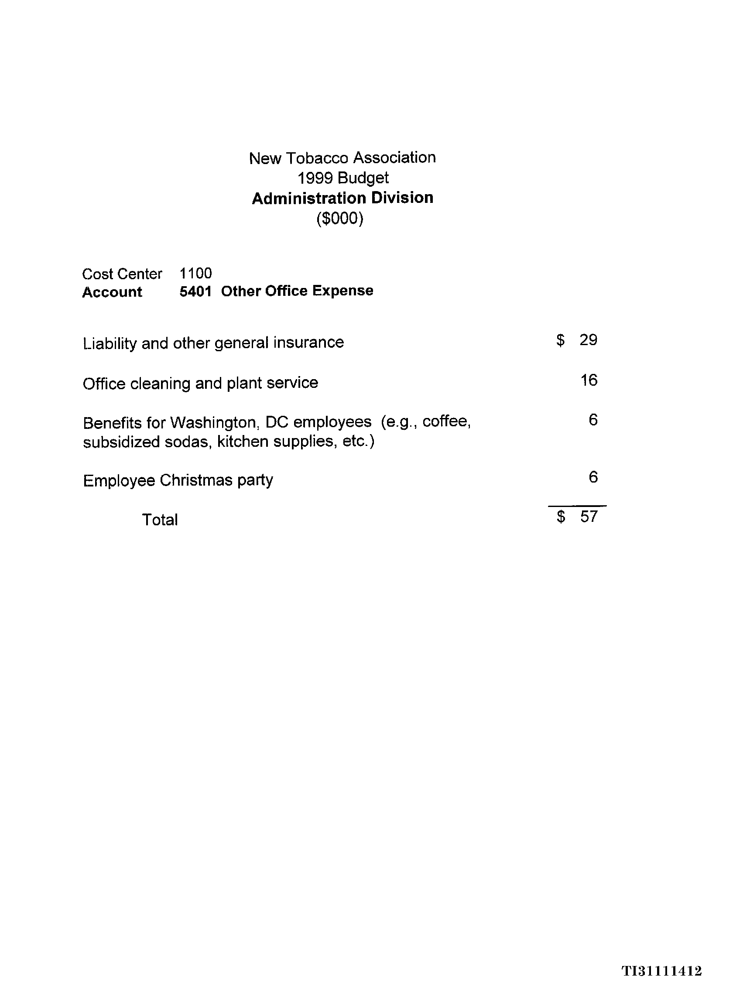 New Tobacco Association
1999 Budget
Administration Division
($000)
Cost Center 1100
Account 5401 Other Office Expense
Liability and other general insurance $ 29
Office cleaning and plant service 16
Benefits for Washington, DC employees (e.g., coffee, 6
subsidized sodas, kitchen supplies, etc.)
Employee Christmas party 6
Total $ 57
TI31111412